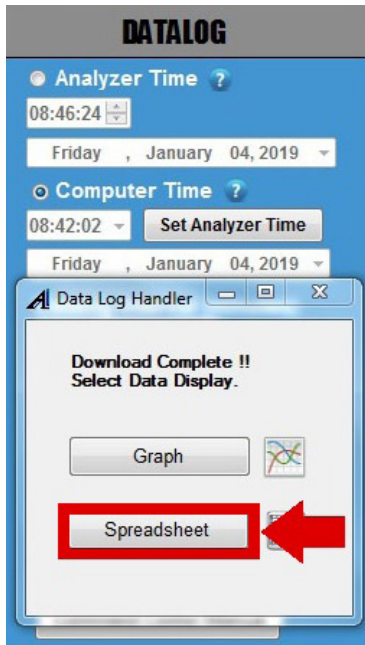 DATALOG
Analyzer Time ?
08:46:24
Friday , January 04, 2019
Computer Time ?
08:42:02 Set Analyzer Time
Friday , January 04, 2019
Data Log Handler
Download Complete !!
Select Data Display.
Graph
Spreadsheet